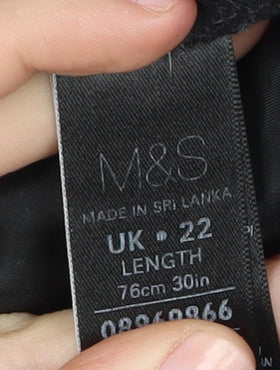 M&S
MADE IN SRI LANKA
UK • 22
LENGTH
76cm 30in